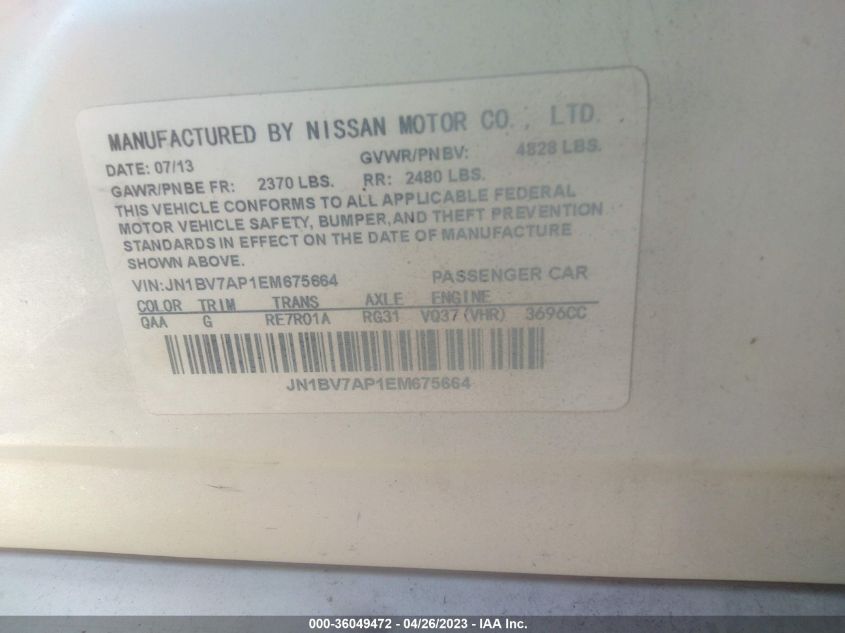 MANUFACTURED BY NISSAN MOTOR CO., LTD.
DATE: 07/13 GVWR/PNBV: 4828 LBS.
GAWR/PNBE FR: 2370 LBS. RR: 2480 LBS.
THIS VEHICLE CONFORMS TO ALL APPLICABLE FEDERAL
MOTOR VEHICLE SAFETY, BUMPER, AND THEFT PREVENTION
STANDARDS IN EFFECT ON THE DATE OF MANUFACTURE
SHOWN ABOVE.
VIN:JN1BV7AP1EM675664 PASSENGER CAR
COLOR TRIM TRANS AXLE ENGINE
QAA G RE7R01A RG31 VQ37(VHR) 3696CC
JN1BV7AP1EM675664
000-36049472 - 04/26/2023 - IAA Inc.